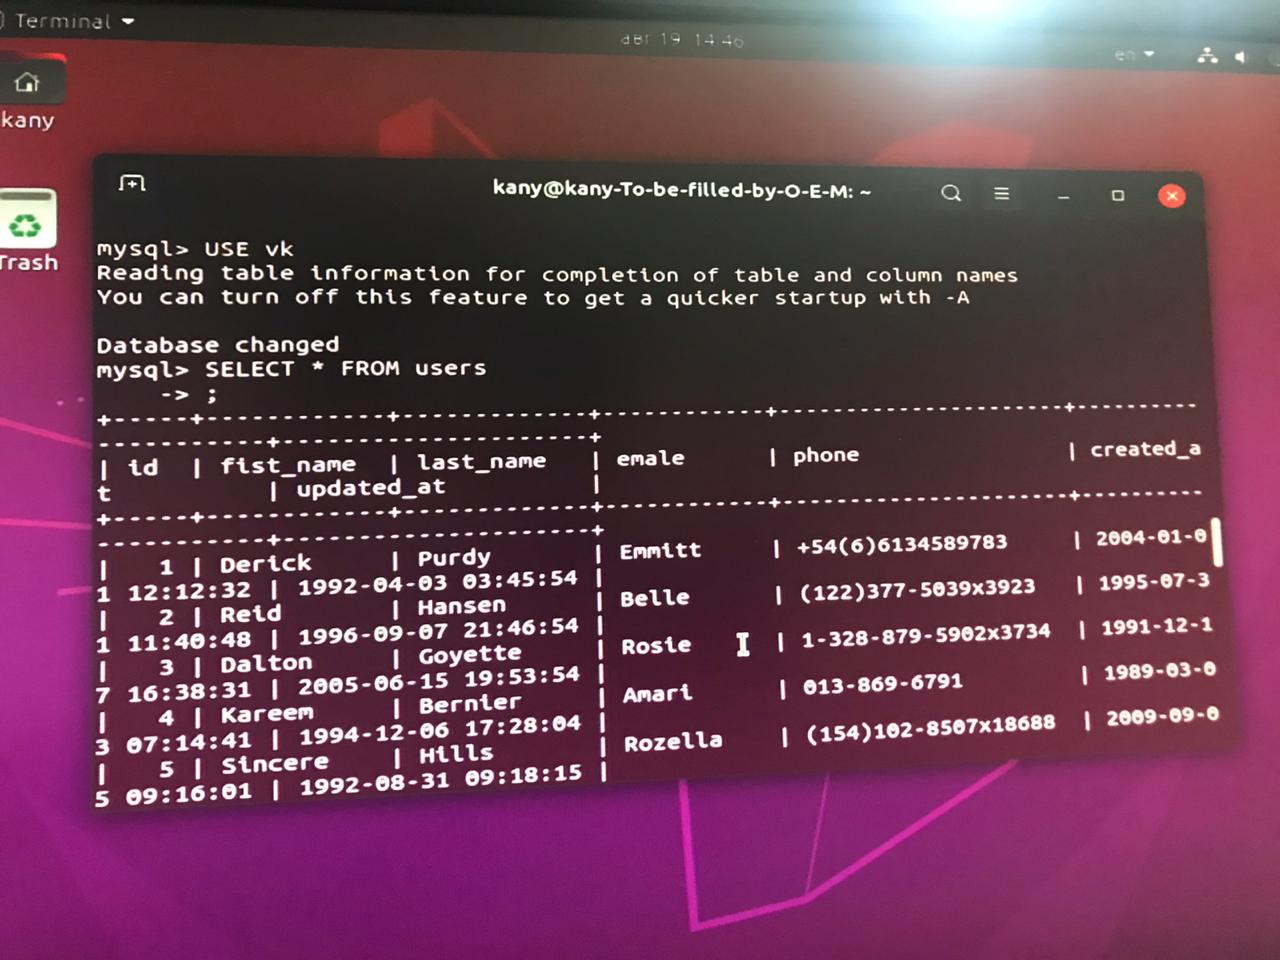 Terminal
авг 19 14:46
en
kany
Trash
kany@kany-To-be-filled-by-O-E-M: ~
mysql> USE vk
Reading table information for completion of table and column names
You can turn off this feature to get a quicker startup with -A
Database changed
mysql> SELECT * FROM users
-> ;
+-----+------------+------------+-----------+------------------+----------
-----------+---------------------+
| id | fist_name | last_name | emale | phone | created_a
t | updated_at |
+-----+------------+------------+-----------+------------------+----------
-----------+---------------------+
| 1 | Derick | Purdy | Emmitt | +54(6)6134589783 | 2004-01-0
1 12:12:32 | 1992-04-03 03:45:54 |
| 2 | Reid | Hansen | Belle | (122)377-5039x3923 | 1995-07-3
1 11:40:48 | 1996-09-07 21:46:54 |
| 3 | Dalton | Goyette | Rosie | 1-328-879-5902x3734 | 1991-12-1
7 16:38:31 | 2005-06-15 19:53:54 |
| 4 | Kareem | Bernier | Amari | 013-869-6791 | 1989-03-0
3 07:14:41 | 1994-12-06 17:28:04 |
| 5 | Sincere | Hills | Rozella | (154)102-8507x18688 | 2009-09-0
5 09:16:01 | 1992-08-31 09:18:15 |